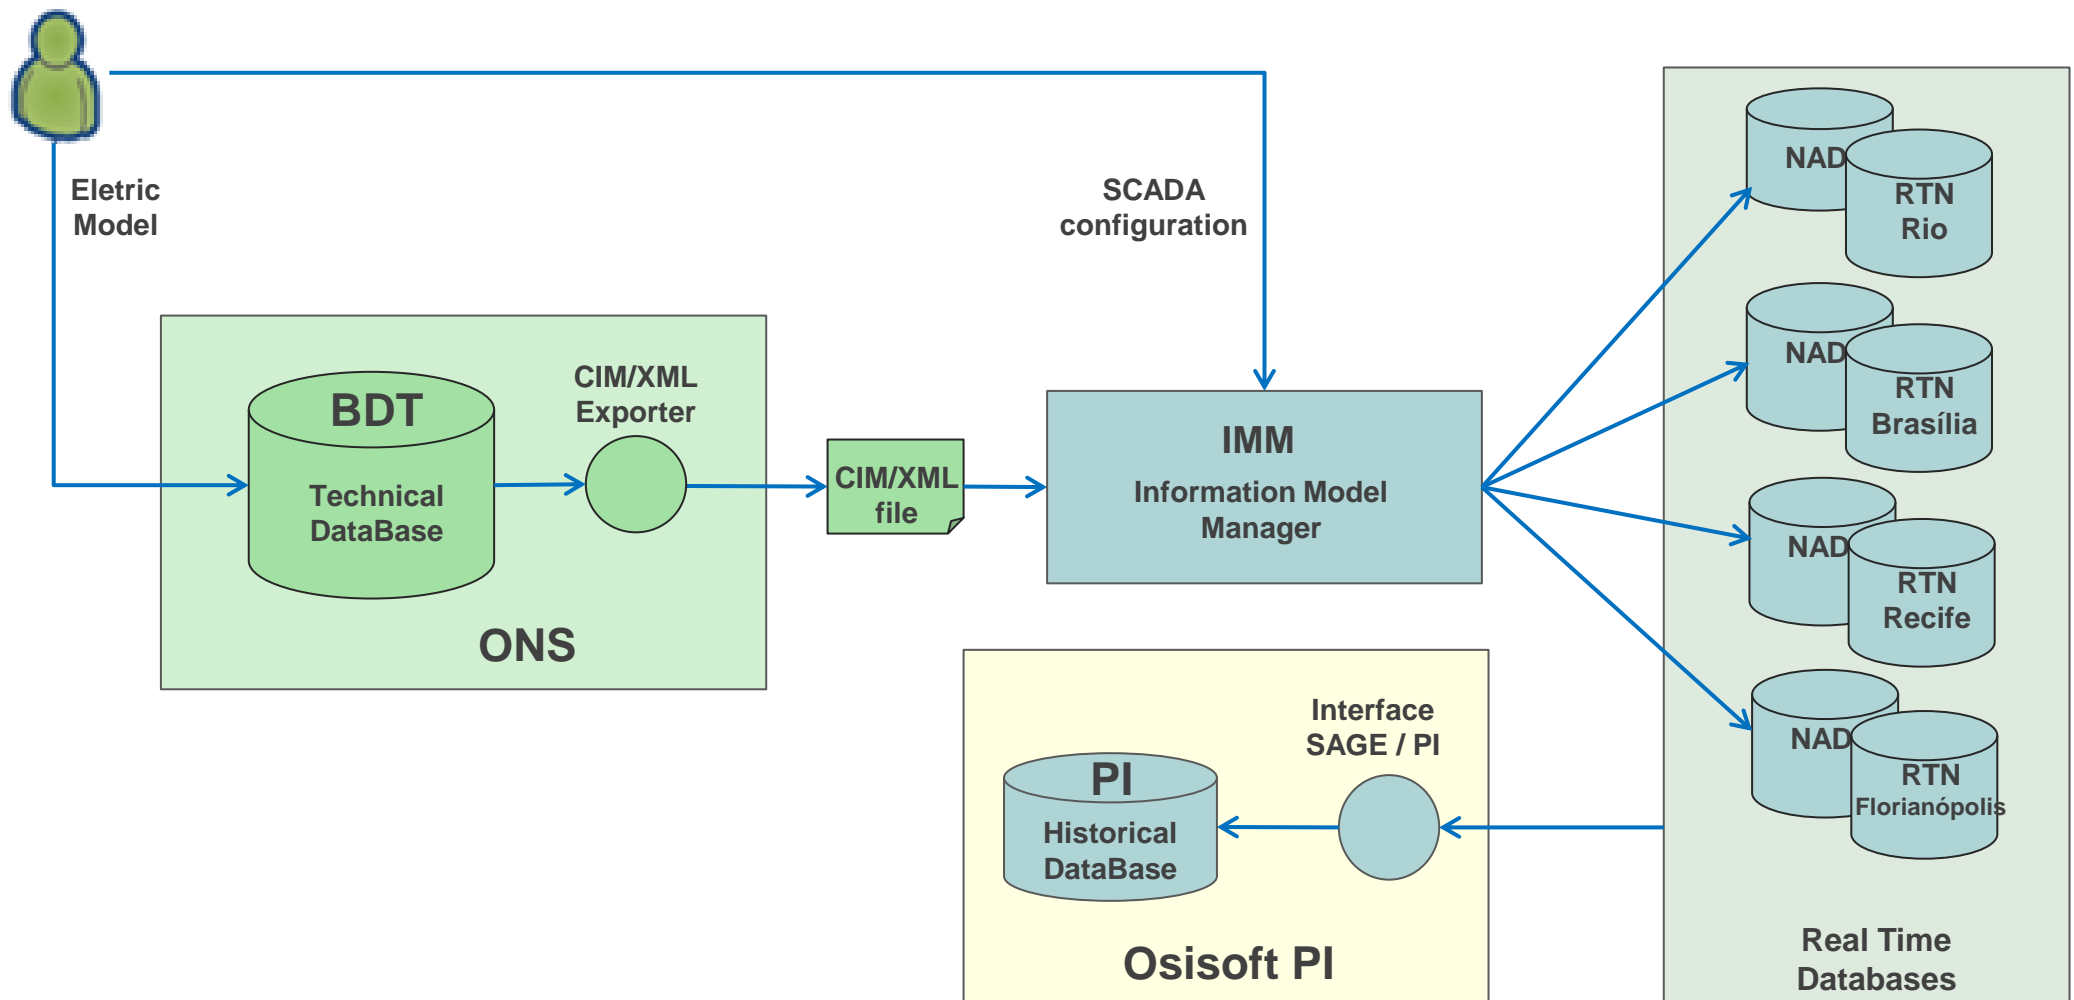 Eletric
Model
SCADA
configuration
BDT
Technical
DataBase
CIM/XML
Exporter
ONS
CIM/XML
file
IMM
Information Model
Manager
NAD
RTN
Rio
NAD
RTN
Brasília
NAD
RTN
Recife
NAD
RTN
Florianópolis
Real Time
Databases
Interface
SAGE / PI
PI
Historical
DataBase
Osisoft PI